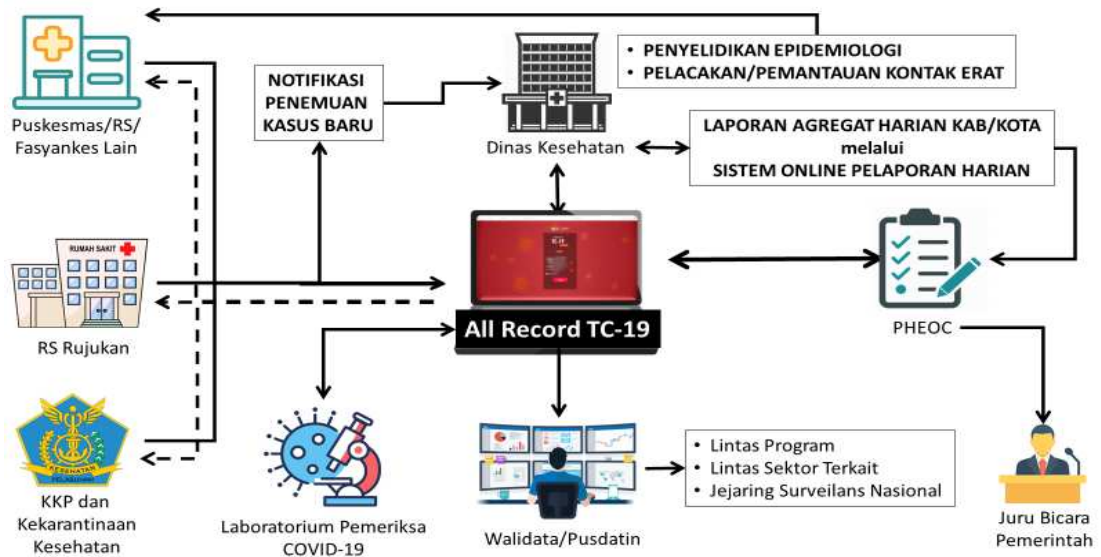 • PENYELIDIKAN EPIDEMIOLOGI
• PELACAKAN/PEMANTAUAN KONTAK ERAT
NOTIFIKASI
PENEMUAN
KASUS BARU
Puskesmas/RS/
Fasyankes Lain
Dinas Kesehatan
LAPORAN AGREGAT HARIAN KAB/KOTA
melalui
SISTEM ONLINE PELAPORAN HARIAN
RUMAH SAKIT
RS Rujukan
All Record TC-19
PHEOC
KESEHATAN
PELABUHAN
KKP dan
Kekarantinaan
Kesehatan
Laboratorium Pemeriksa
COVID-19
Walidata/Pusdatin
• Lintas Program
• Lintas Sektor Terkait
• Jejaring Surveilans Nasional
Juru Bicara
Pemerintah